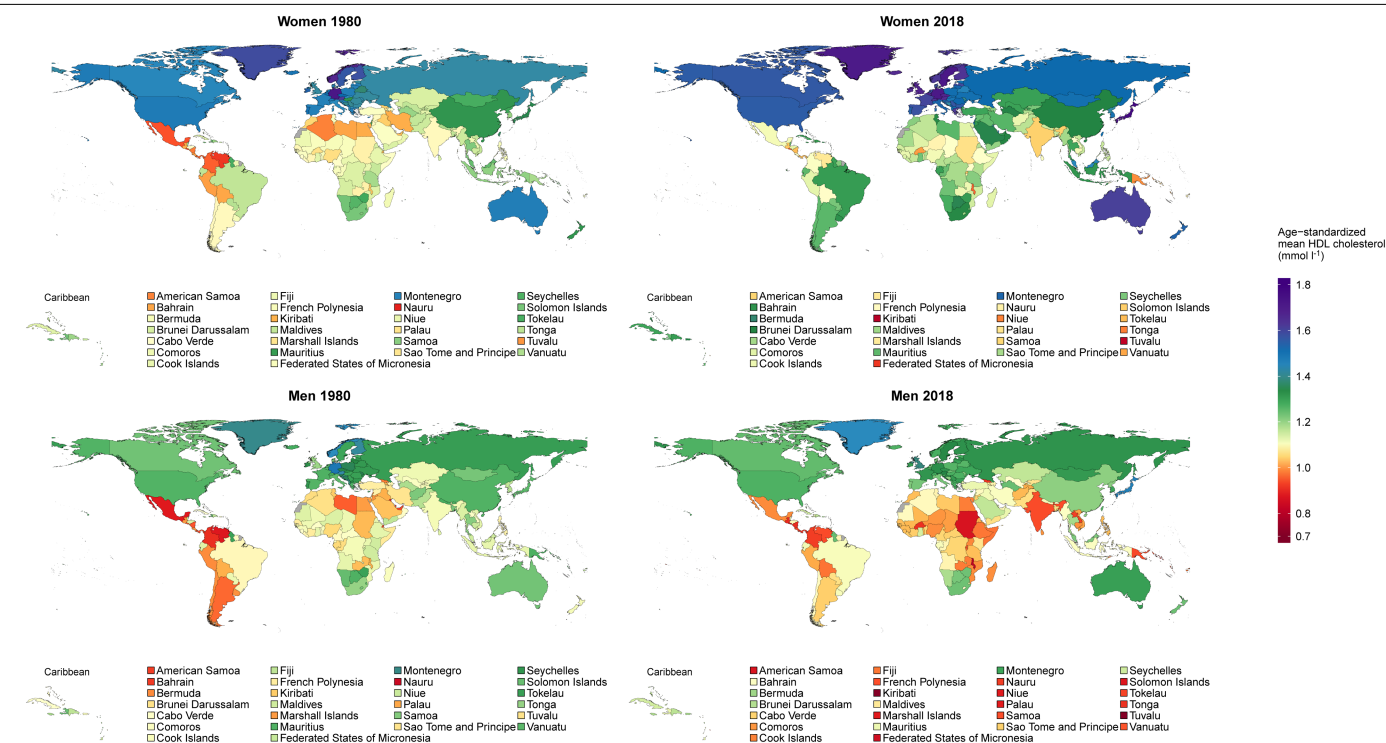 Women 1980
Women 2018
Age−standardized
mean HDL cholesterol
(mmol l-1)
1.8
1.6
1.4
1.2
1.0
0.8
0.7
Caribbean
American Samoa
Bahrain
Bermuda
Brunei Darussalam
Cabo Verde
Comoros
Cook Islands
Fiji
French Polynesia
Kiribati
Maldives
Marshall Islands
Mauritius
Federated States of Micronesia
Montenegro
Nauru
Niue
Palau
Samoa
Sao Tome and Principe
Seychelles
Solomon Islands
Tokelau
Tonga
Tuvalu
Vanuatu
Caribbean
American Samoa
Bahrain
Bermuda
Brunei Darussalam
Cabo Verde
Comoros
Cook Islands
Fiji
French Polynesia
Kiribati
Maldives
Marshall Islands
Mauritius
Federated States of Micronesia
Montenegro
Nauru
Niue
Palau
Samoa
Sao Tome and Principe
Seychelles
Solomon Islands
Tokelau
Tonga
Tuvalu
Vanuatu
Men 1980
Men 2018
Caribbean
American Samoa
Bahrain
Bermuda
Brunei Darussalam
Cabo Verde
Comoros
Cook Islands
Fiji
French Polynesia
Kiribati
Maldives
Marshall Islands
Mauritius
Federated States of Micronesia
Montenegro
Nauru
Niue
Palau
Samoa
Sao Tome and Principe
Seychelles
Solomon Islands
Tokelau
Tonga
Tuvalu
Vanuatu
Caribbean
American Samoa
Bahrain
Bermuda
Brunei Darussalam
Cabo Verde
Comoros
Cook Islands
Fiji
French Polynesia
Kiribati
Maldives
Marshall Islands
Mauritius
Federated States of Micronesia
Montenegro
Nauru
Niue
Palau
Samoa
Sao Tome and Principe
Seychelles
Solomon Islands
Tokelau
Tonga
Tuvalu
Vanuatu